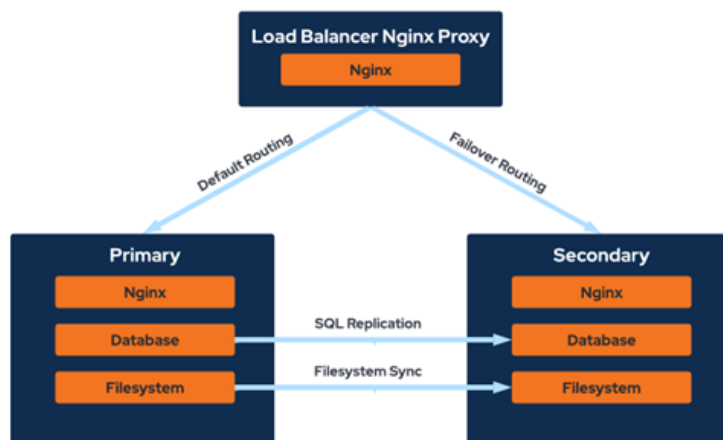 Load Balancer Nginx Proxy
Nginx
Default Routing
Failover Routing
Primary
Nginx
Database
Filesystem
SQL Replication
Filesystem Sync
Secondary
Nginx
Database
Filesystem